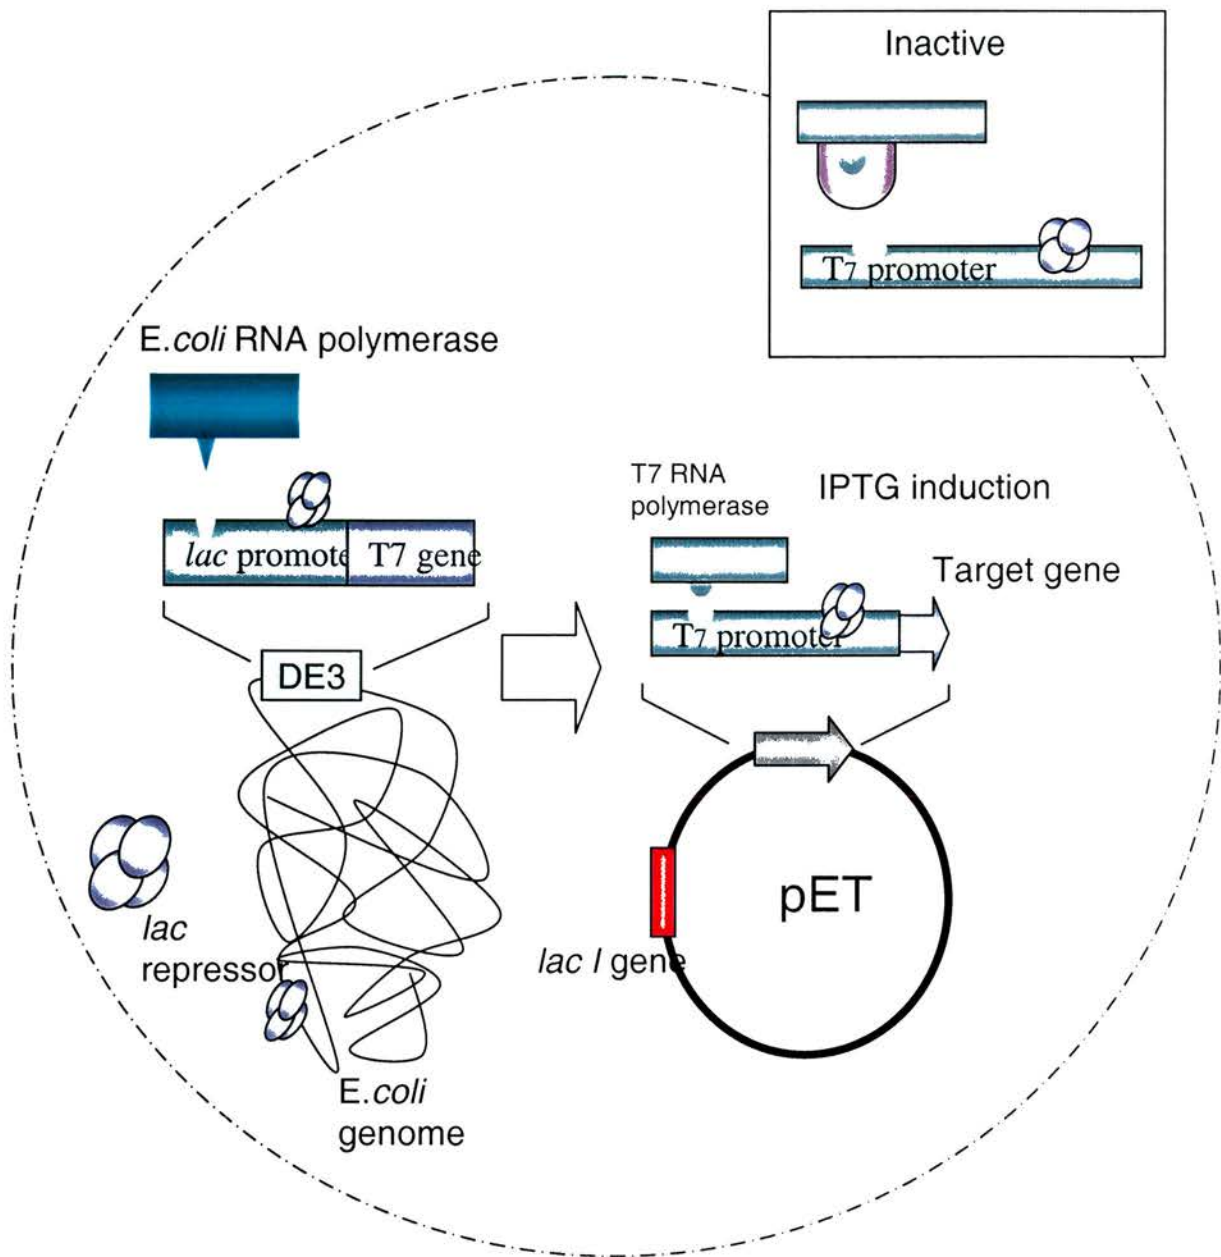 Inactive
T7 promoter
E.coli RNA polymerase
lac promote
T7 gene
T7 RNA
polymerase
IPTG induction
Target gene
T7 promoter
DE3
lac
repressor
pET
lac I gene
E.coli
genome